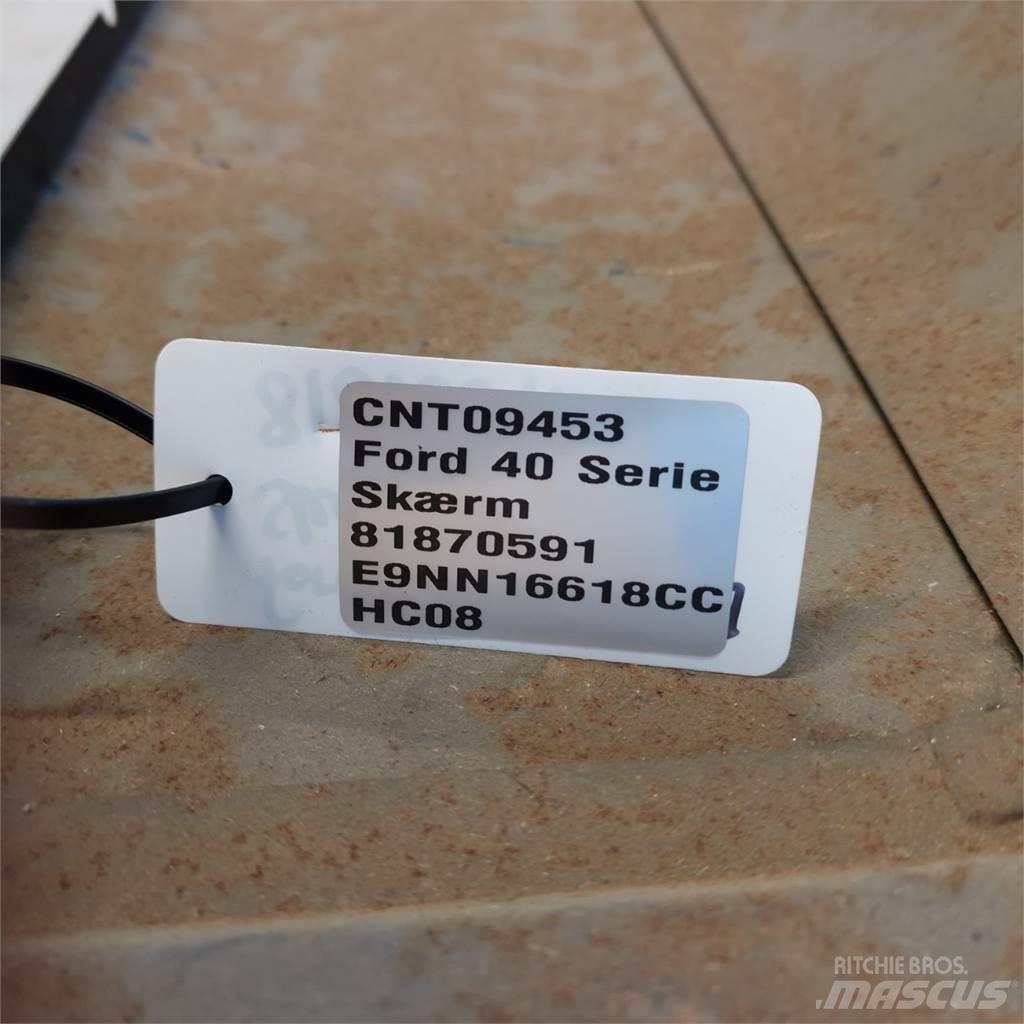 CNT09453
Ford 40 Serie
Skærm
81870591
E9NN16618CC
HC08
RITCHIE BROS.
MASCUS